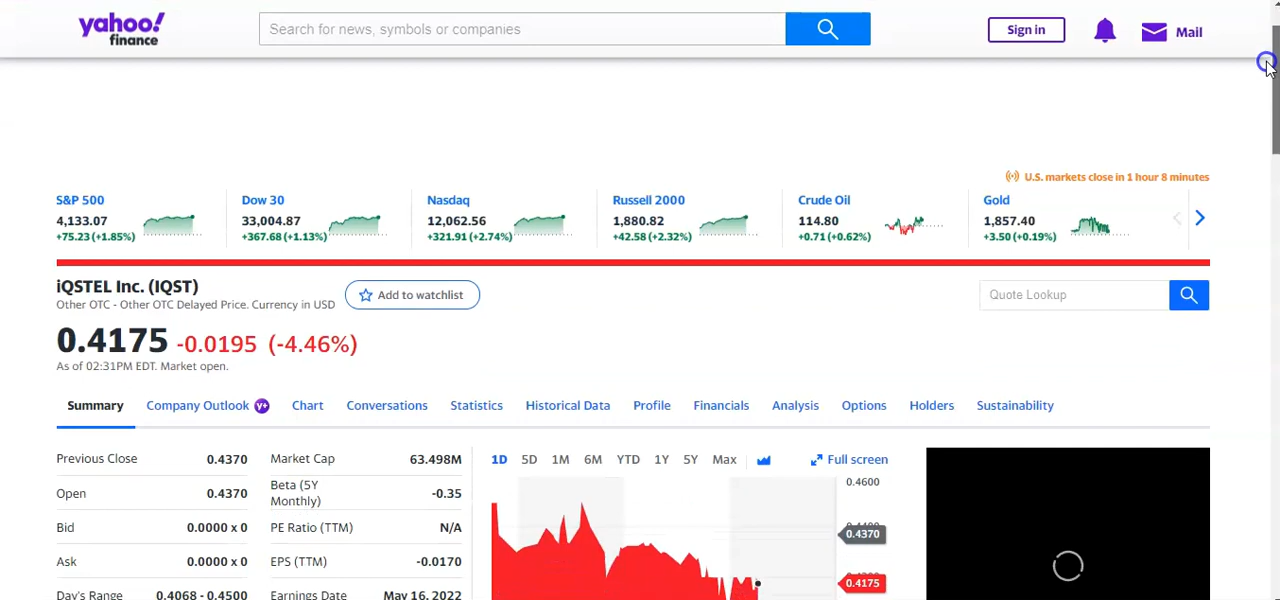 yahoo!
finance
Search for news, symbols or companies
Sign in
Mail
U.S. markets close in 1 hour 8 minutes
S&P 500
4,133.07
+75.23 (+1.85%)
Dow 30
33,004.87
+367.68 (+1.13%)
Nasdaq
12,062.56
+321.91 (+2.74%)
Russell 2000
1,880.82
+42.58 (+2.32%)
Crude Oil
114.80
+0.71 (+0.62%)
Gold
1,857.40
+3.50 (+0.19%)
iQSTEL Inc. (IQST)
Other OTC - Other OTC Delayed Price. Currency in USD
Add to watchlist
Quote Lookup
0.4175 -0.0195 (-4.46%)
As of 02:31PM EDT. Market open.
Summary
Company Outlook
Chart
Conversations
Statistics
Historical Data
Profile
Financials
Analysis
Options
Holders
Sustainability
Previous Close 0.4370
Open 0.4370
Bid 0.0000 x 0
Ask 0.0000 x 0
Day's Range 0.4068 - 0.4500
Market Cap 63.498M
Beta (5Y
Monthly) -0.35
PE Ratio (TTM) N/A
EPS (TTM) -0.0170
Earnings Date May 16, 2022
1D 5D 1M 6M YTD 1Y 5Y Max
Full screen
0.4600
0.4370
0.4175